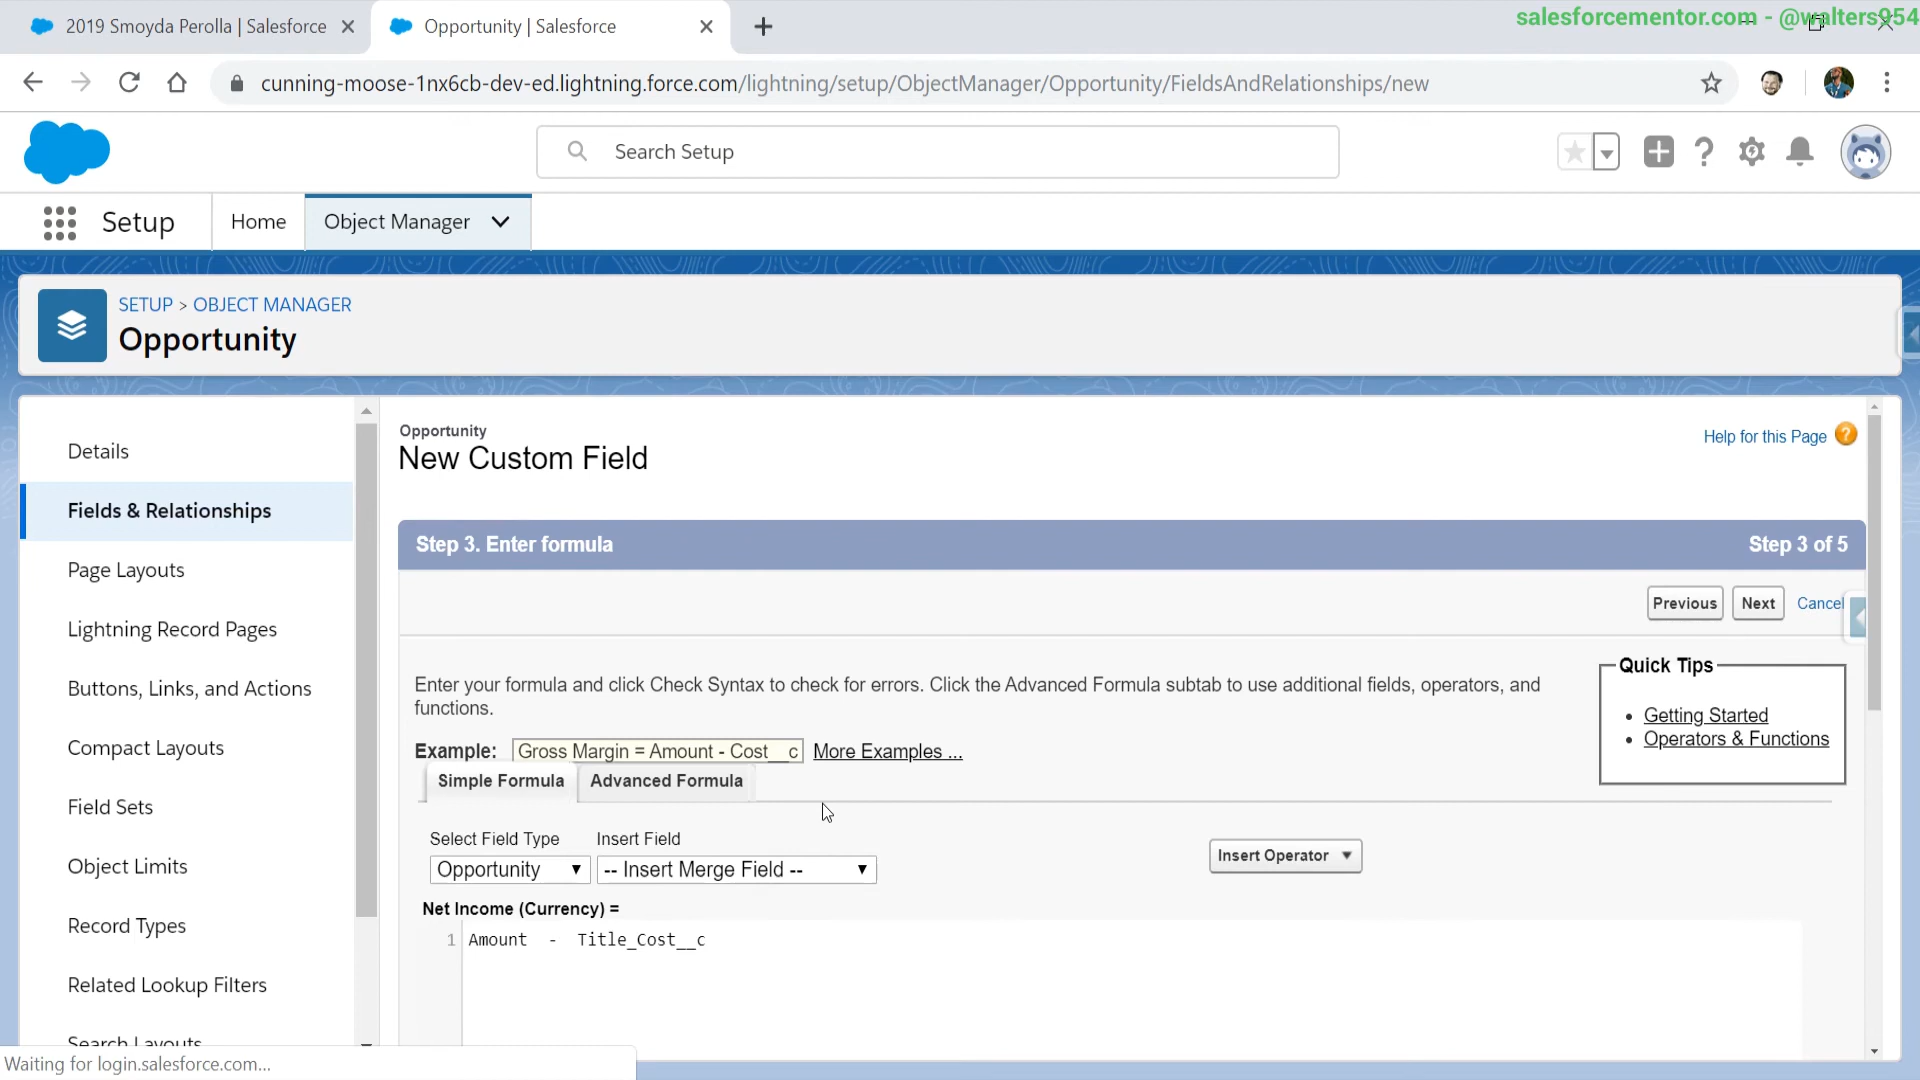 salesforcementor.com - @walters954
2019 Smoyda Perolla | Salesforce
Opportunity | Salesforce
cunning-moose-1nx6cb-dev-ed.lightning.force.com/lightning/setup/ObjectManager/Opportunity/FieldsAndRelationships/new
Search Setup
Setup
Home
Object Manager
SETUP > OBJECT MANAGER
Opportunity
Details
Fields & Relationships
Page Layouts
Lightning Record Pages
Buttons, Links, and Actions
Compact Layouts
Field Sets
Object Limits
Record Types
Related Lookup Filters
Search Layouts
Opportunity
New Custom Field
Help for this Page
Step 3. Enter formula
Step 3 of 5
Previous
Next
Cancel
Enter your formula and click Check Syntax to check for errors. Click the Advanced Formula subtab to use additional fields, operators, and
functions.
Example: Gross Margin = Amount - Cost__c More Examples ...
Quick Tips
• Getting Started
• Operators & Functions
Simple Formula
Advanced Formula
Select Field Type
Insert Field
Opportunity
-- Insert Merge Field --
Insert Operator
Net Income (Currency) =
1 Amount - Title_Cost__c
Waiting for login.salesforce.com...